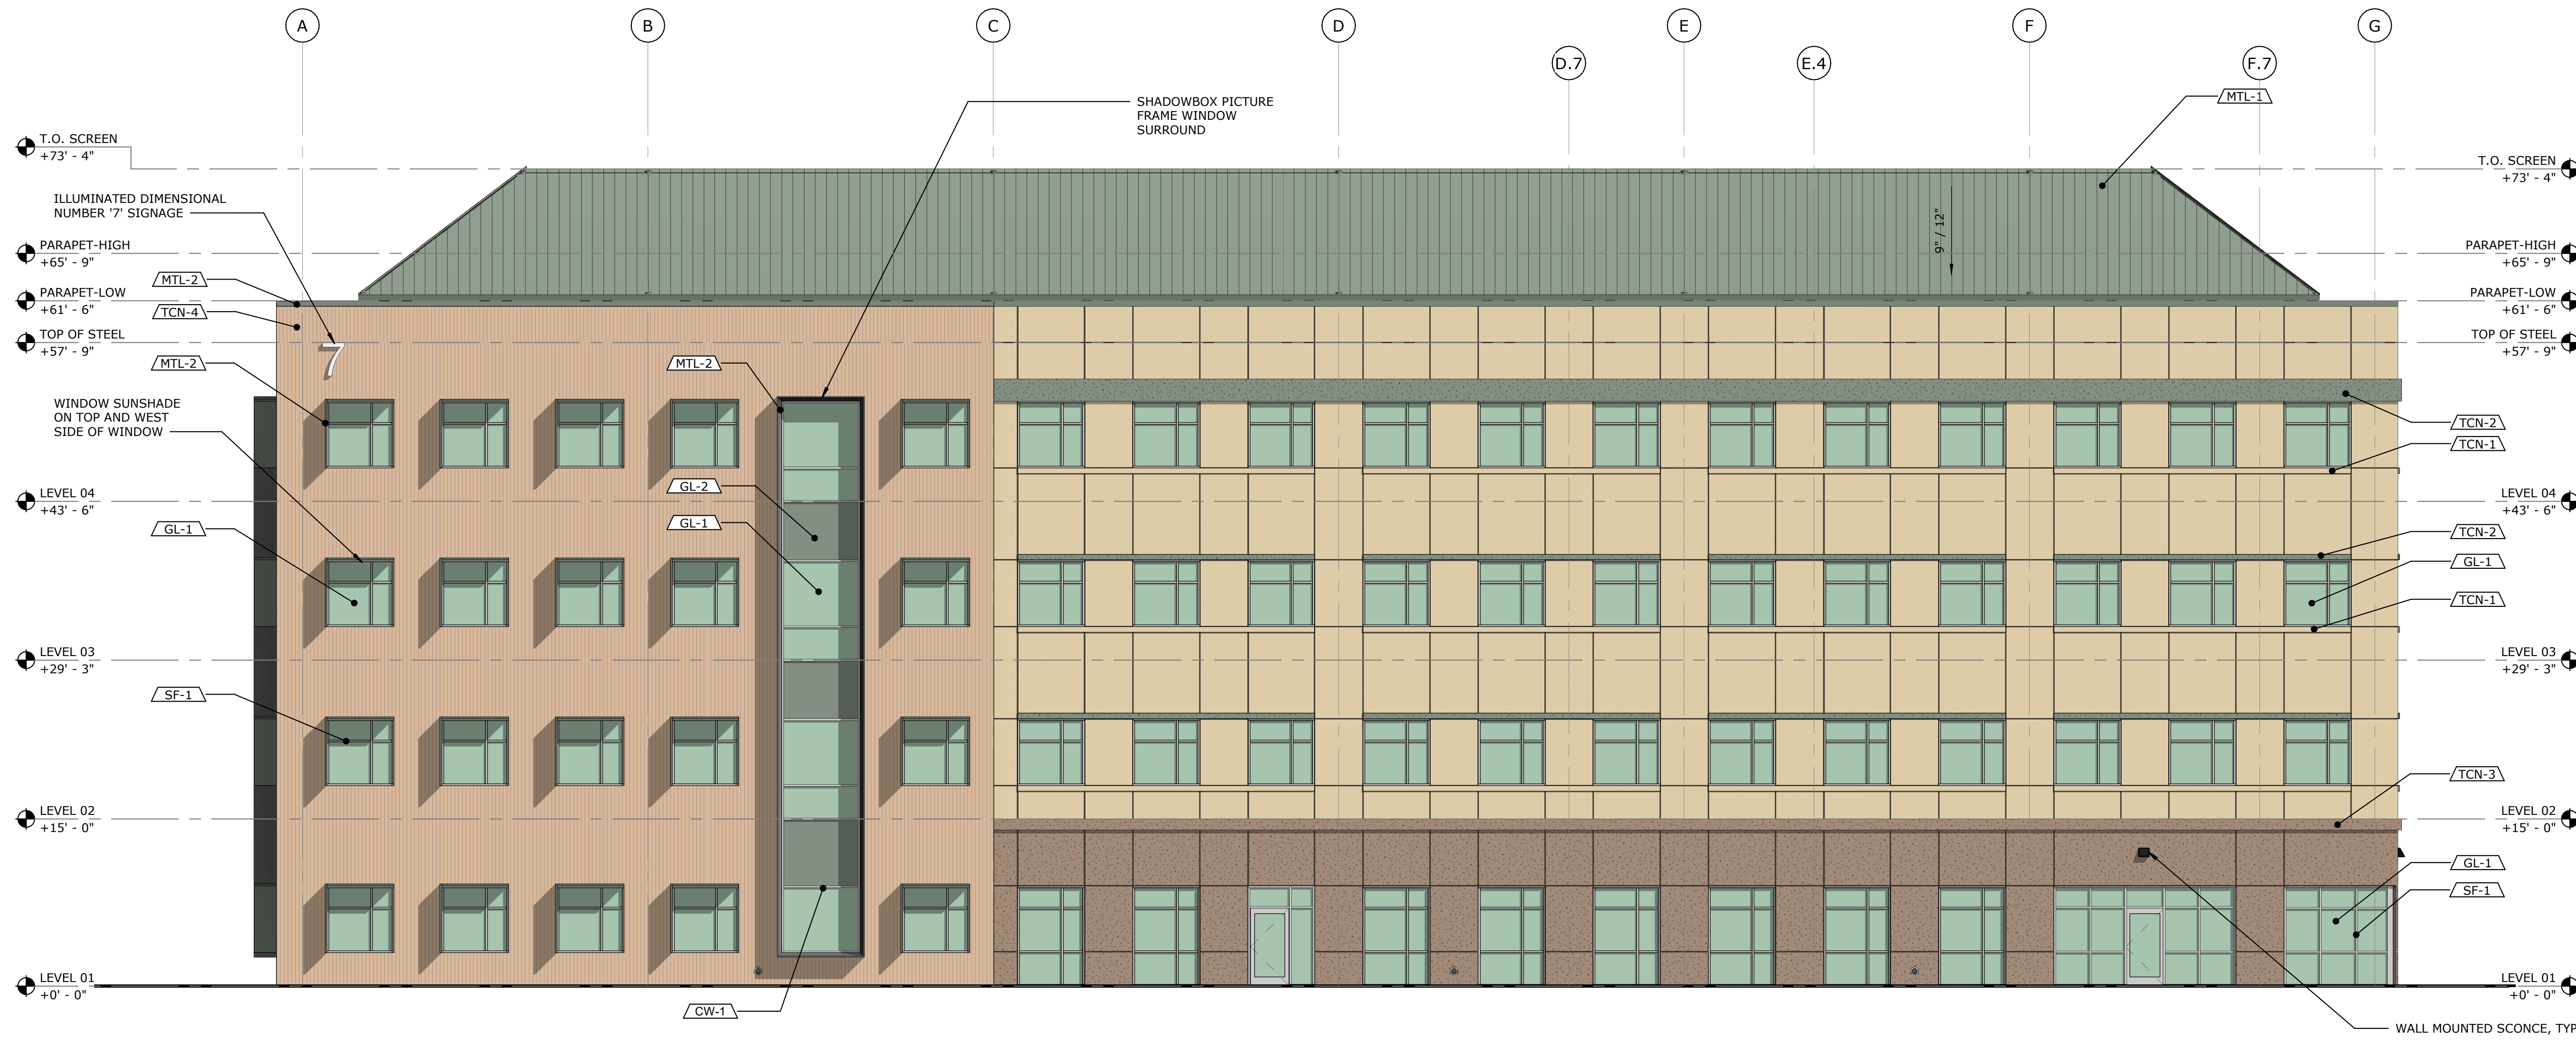 A
B
C
D
E
F
G
D.7
E.4
F.7
MTL-1
SHADOWBOX PICTURE
FRAME WINDOW
SURROUND
T.O. SCREEN
+73' - 4"
T.O. SCREEN
+73' - 4"
ILLUMINATED DIMENSIONAL
NUMBER '7' SIGNAGE
9" / 12"
PARAPET-HIGH
+65' - 9"
PARAPET-HIGH
+65' - 9"
MTL-2
PARAPET-LOW
+61' - 6"
PARAPET-LOW
+61' - 6"
TCN-4
TOP OF STEEL
+57' - 9"
TOP OF STEEL
+57' - 9"
7
MTL-2
MTL-2
WINDOW SUNSHADE
ON TOP AND WEST
SIDE OF WINDOW
TCN-2
TCN-1
GL-2
LEVEL 04
+43' - 6"
LEVEL 04
+43' - 6"
GL-1
GL-1
TCN-2
GL-1
TCN-1
LEVEL 03
+29' - 3"
LEVEL 03
+29' - 3"
SF-1
TCN-3
LEVEL 02
+15' - 0"
LEVEL 02
+15' - 0"
GL-1
SF-1
LEVEL 01
+0' - 0"
LEVEL 01
+0' - 0"
CW-1
WALL MOUNTED SCONCE, TYP